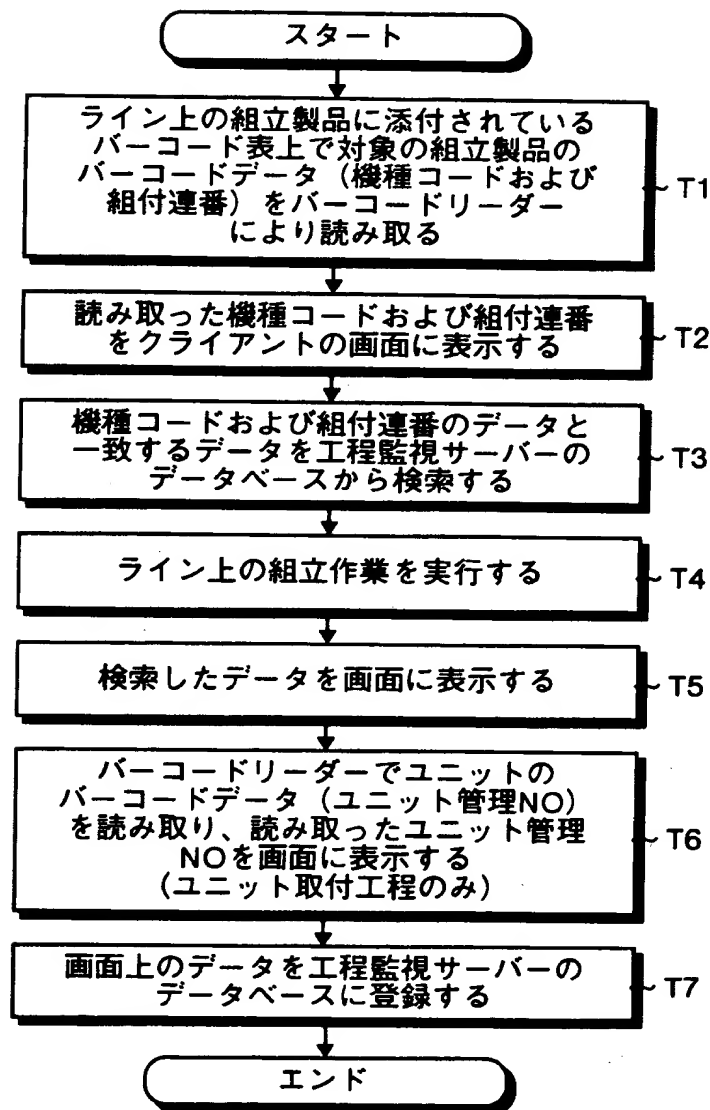 スタート
ライン上の組立製品に添付されている
バーコード表上で対象の組立製品の
バーコードデータ（機種コードおよび
組付連番）をバーコードリーダー
により読み取る
T1
読み取った機種コードおよび組付連番
をクライアントの画面に表示する
T2
機種コードおよび組付連番のデータと
一致するデータを工程監視サーバーの
データベースから検索する
T3
ライン上の組立作業を実行する
T4
検索したデータを画面に表示する
T5
バーコードリーダーでユニットの
バーコードデータ（ユニット管理NO）
を読み取り、読み取ったユニット管理
NOを画面に表示する
（ユニット取付工程のみ）
T6
画面上のデータを工程監視サーバーの
データベースに登録する
T7
エンド